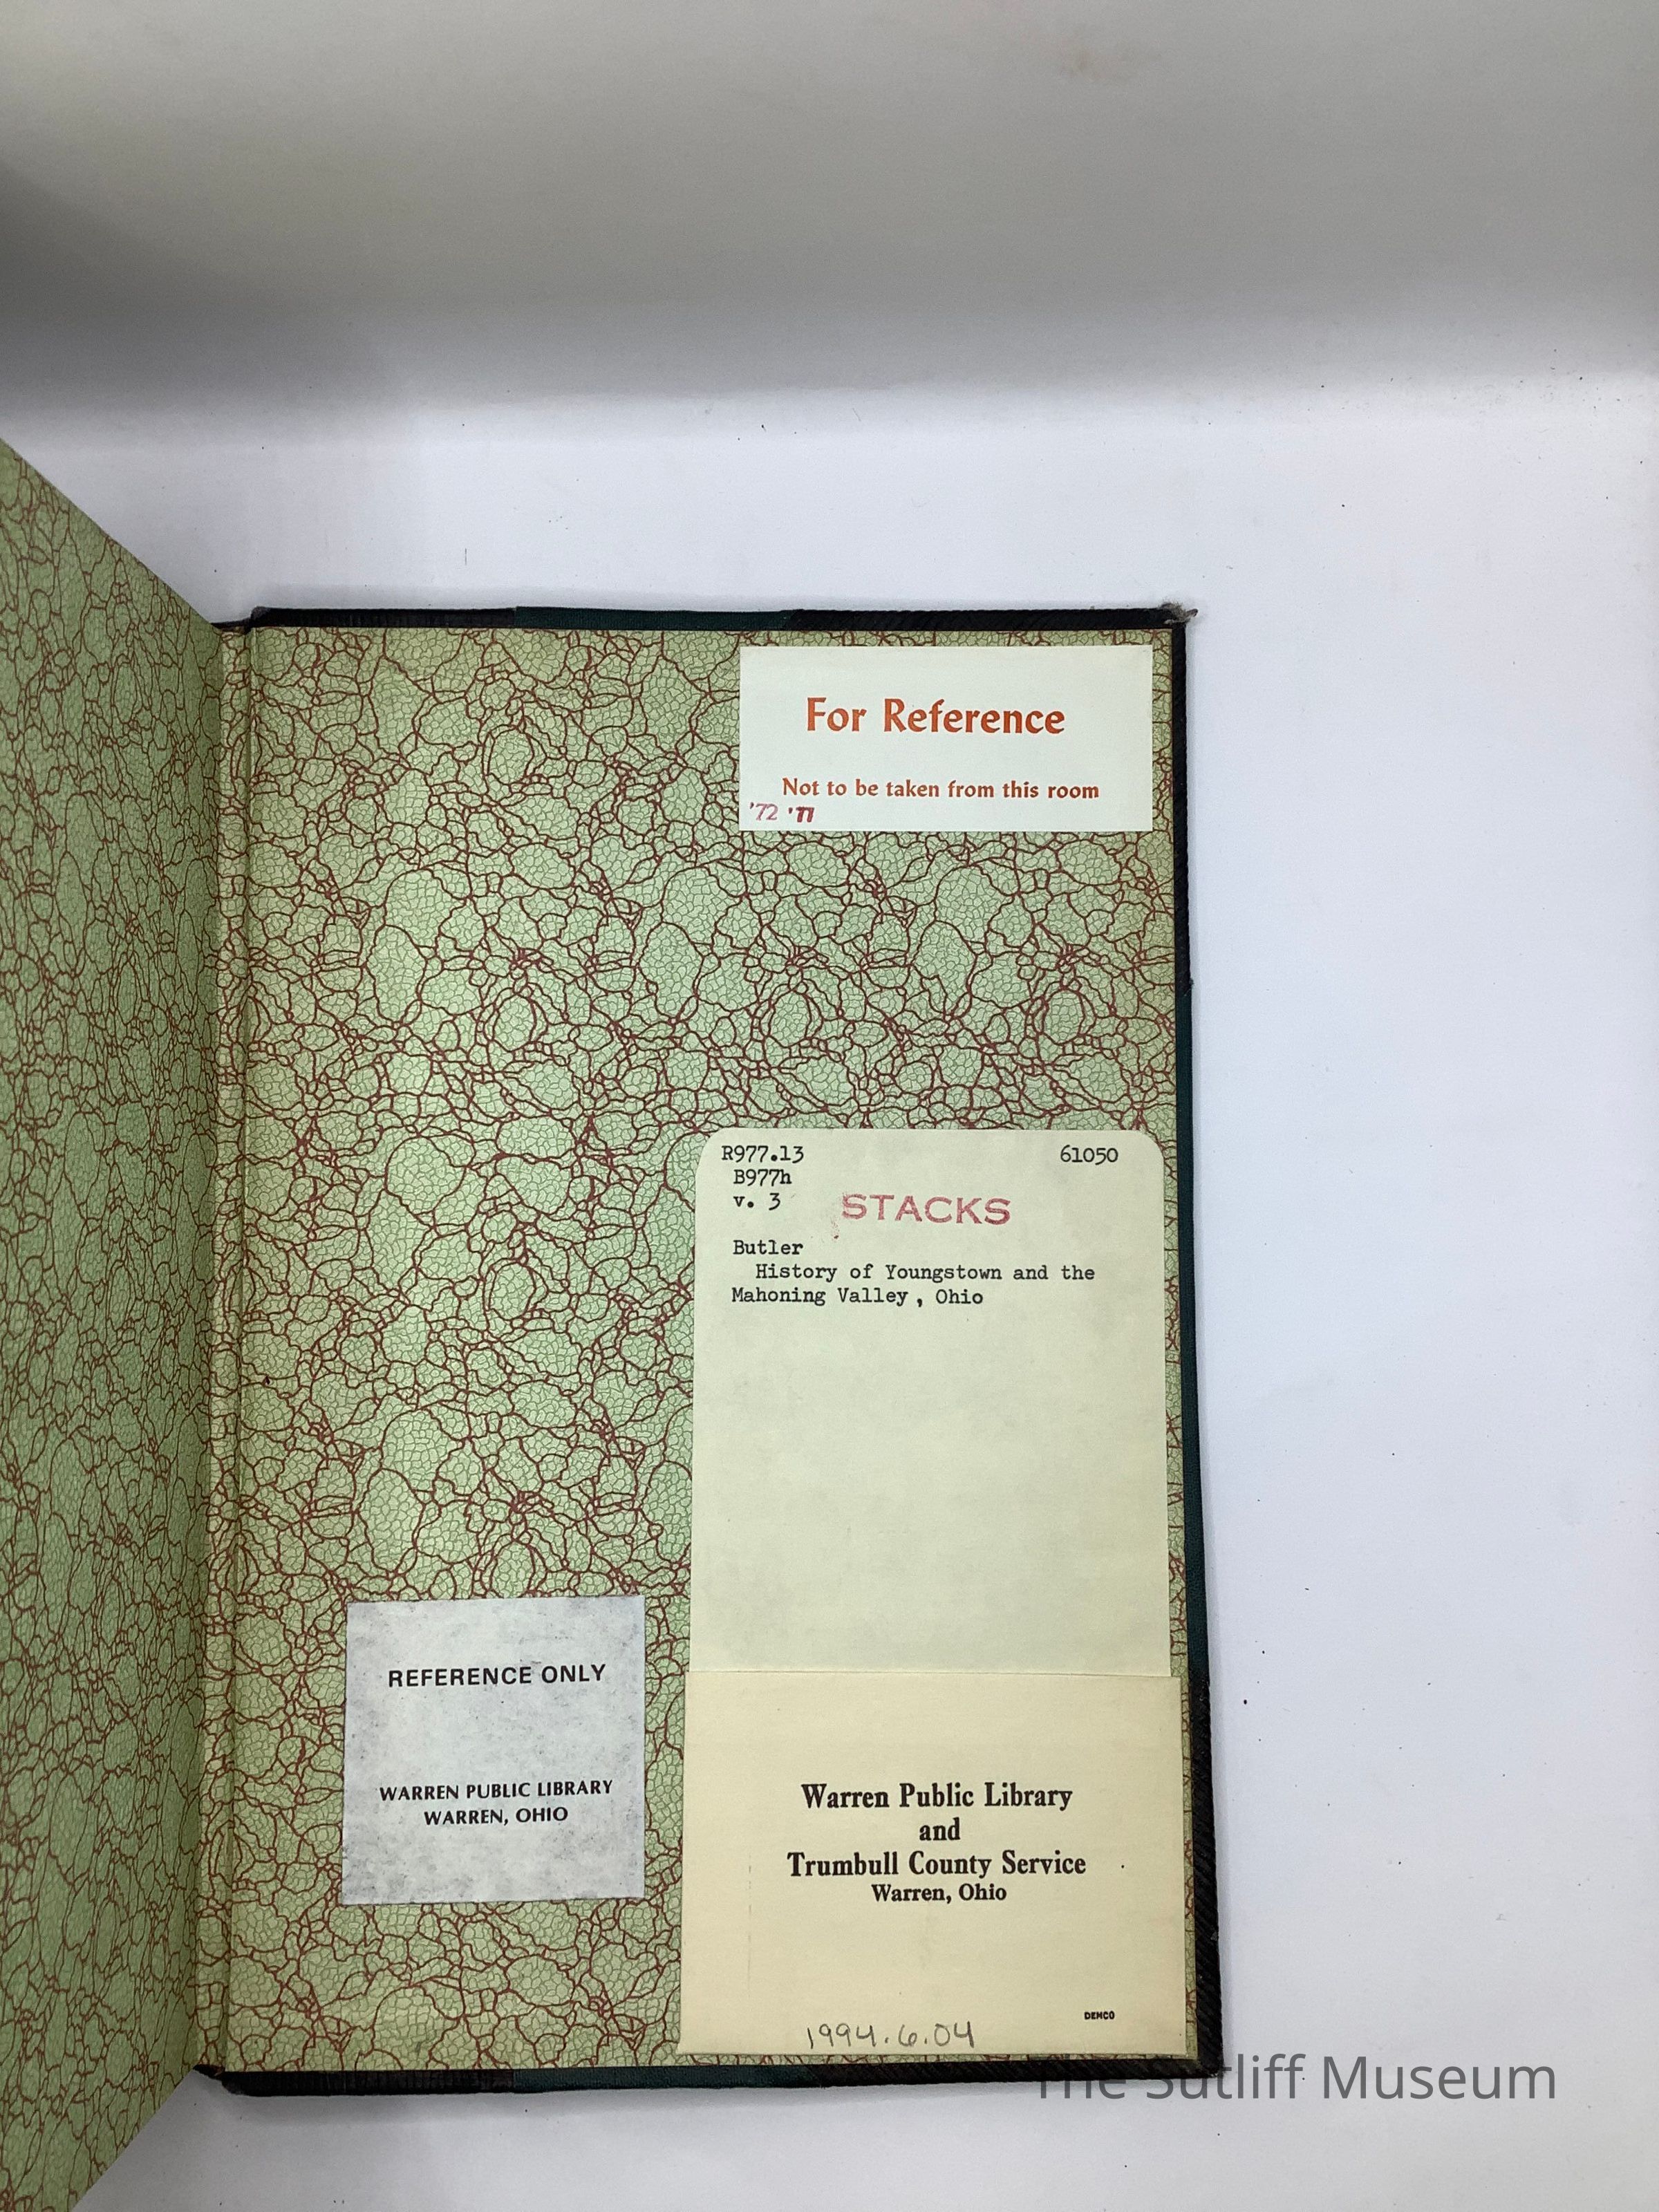 For Reference
Not to be taken from this room
'72 '77
R977.13 61050
B977h
v. 3 STACKS
Butler
History of Youngstown and the
Mahoning Valley, Ohio
REFERENCE ONLY
WARREN PUBLIC LIBRARY
WARREN, OHIO
Warren Public Library
and
Trumbull County Service
Warren, Ohio
DEMCO
1994.6.04
The Sutliff Museum